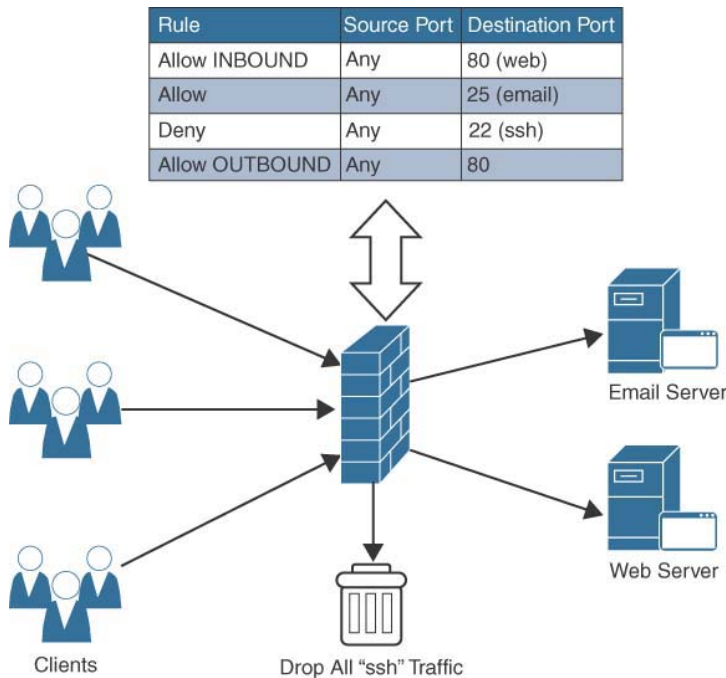 Rule Source Port Destination Port
Allow INBOUND Any 80 (web)
Allow Any 25 (email)
Deny Any 22 (ssh)
Allow OUTBOUND Any 80
Email Server
Web Server
Clients
Drop All "ssh" Traffic